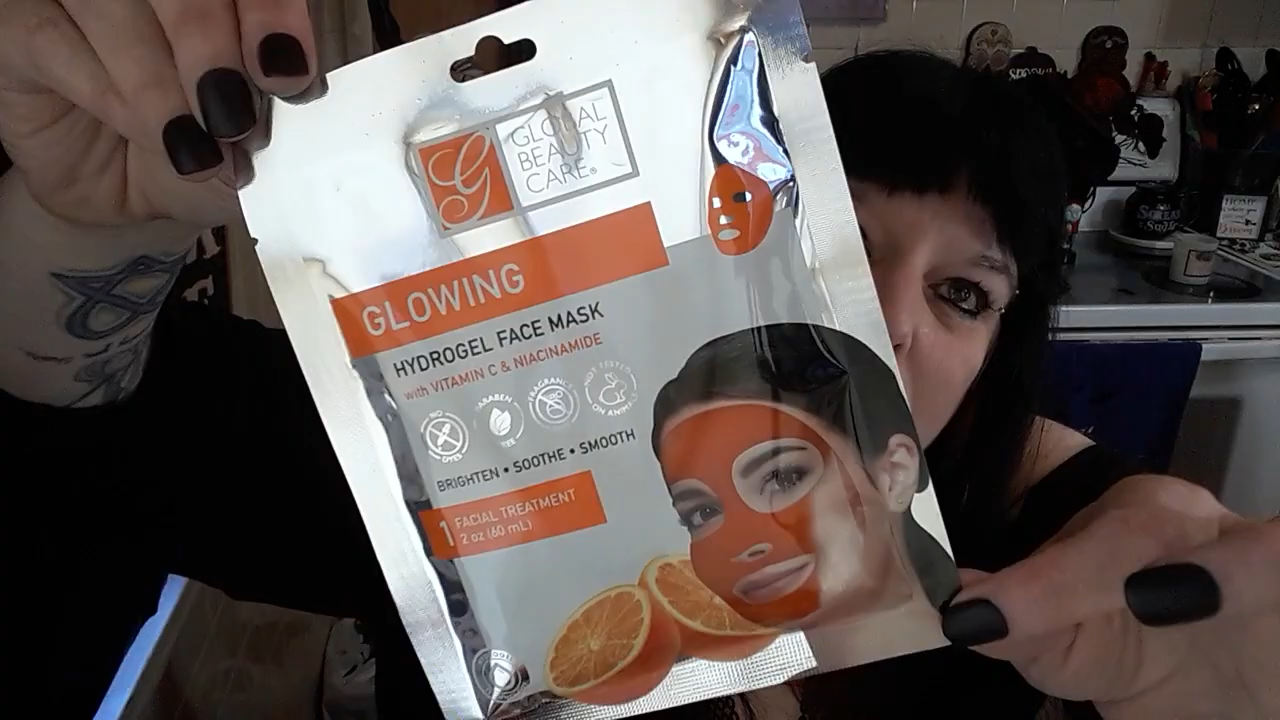 GLOBAL
BEAUTY
CARE®
GLOWING
HYDROGEL FACE MASK
with VITAMIN C & NIACINAMIDE
NO
DYES
PARABEN
FREE
FRAGRANCE
NOT TESTED
ON ANIMALS
BRIGHTEN • SOOTHE • SMOOTH
1 FACIAL TREATMENT
2 oz (60 mL)
HOME